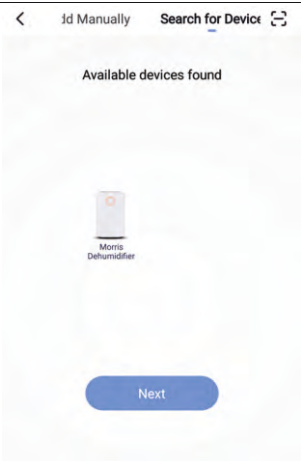 dd Manually Search for Device
Available devices found
Morris
Dehumidifier
Next